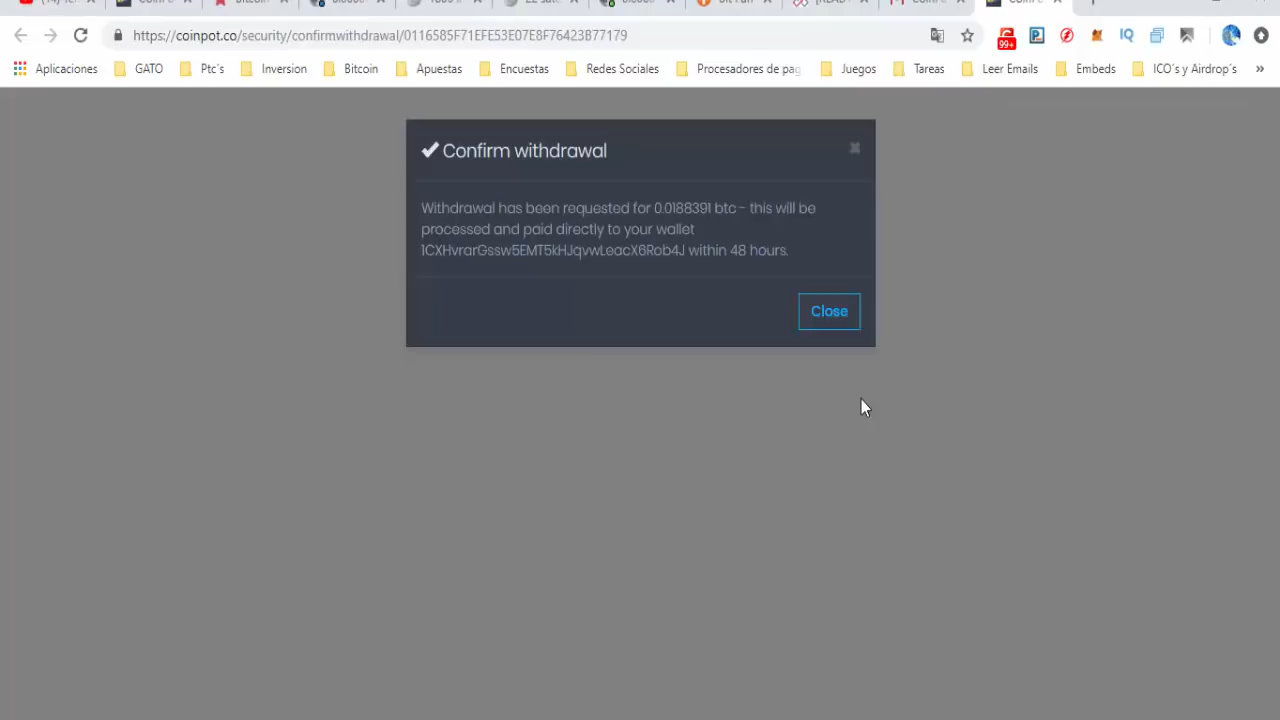 https://coinpot.co/security/confirmwithdrawal/0116585F71EFE53E07E8F76423B77179
99+
IQ
Aplicaciones
GATO
Ptc´s
Inversion
Bitcoin
Apuestas
Encuestas
Redes Sociales
Procesadores de pag
Juegos
Tareas
Leer Emails
Embeds
ICO´s y Airdrop´s
»
Confirm withdrawal
Withdrawal has been requested for 0.0188391 btc - this will be
processed and paid directly to your wallet
1CXHvrarGssw5EMT5kHJqvwLeacX6Rob4J within 48 hours.
Close